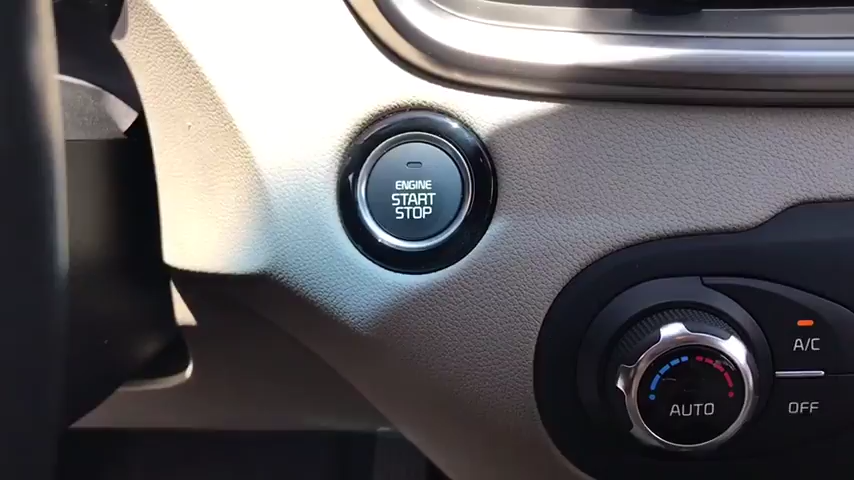 ENGINE
START
STOP
A/C
AUTO
OFF